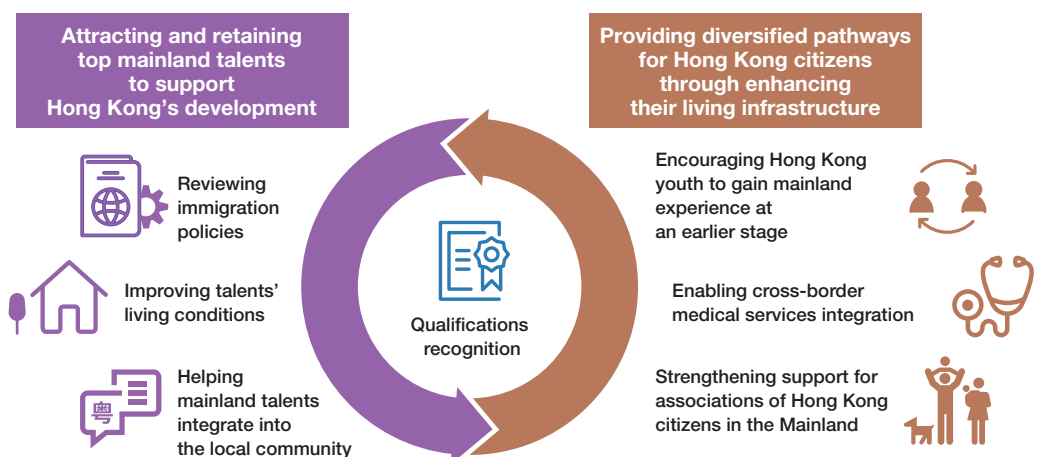 Attracting and retaining
top mainland talents
to support
Hong Kong's development
Reviewing
immigration
policies
Improving talents'
living conditions
粵
Helping
mainland talents
integrate into
the local community
Qualifications
recognition
Providing diversified pathways
for Hong Kong citizens
through enhancing
their living infrastructure
Encouraging Hong Kong
youth to gain mainland
experience at
an earlier stage
Enabling cross-border
medical services integration
Strengthening support for
associations of Hong Kong
citizens in the Mainland